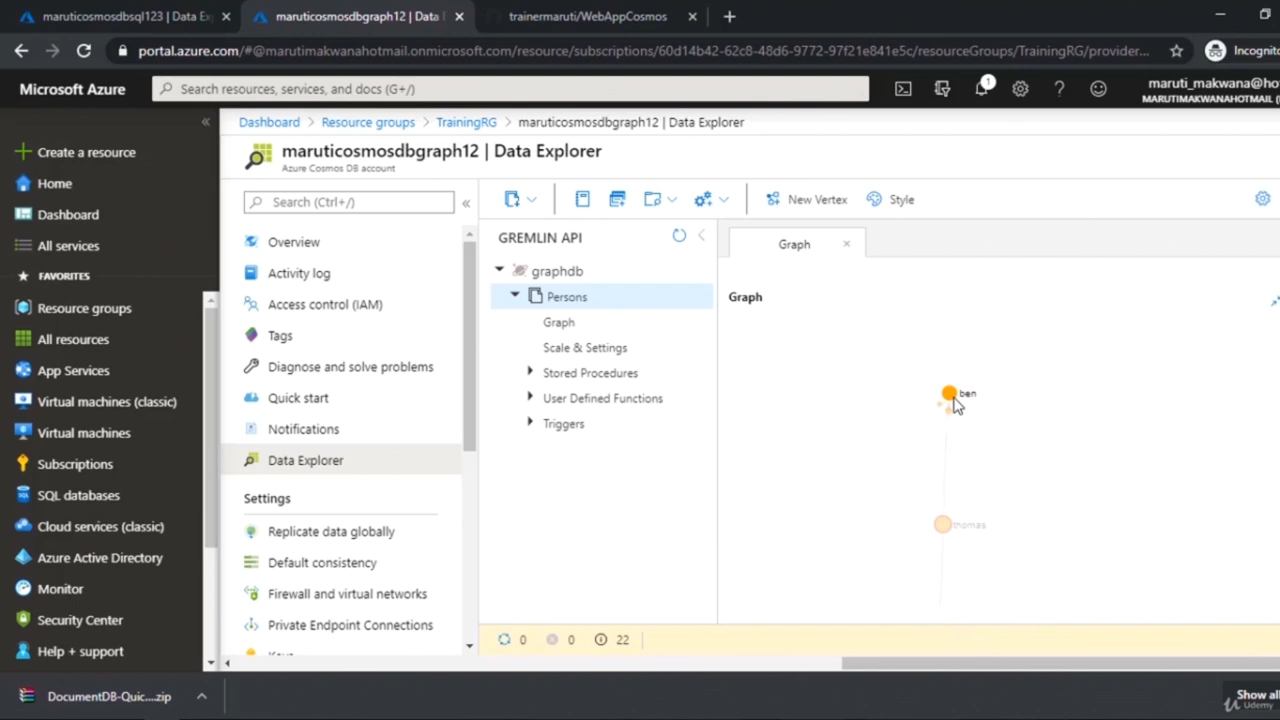 maruticosmosdbsql123 | Data Ex
maruticosmosdbgraph12 | Data
trainermaruti/WebAppCosmos
portal.azure.com/#@marutimakwanahotmail.onmicrosoft.com/resource/subscriptions/60d14b42-62c8-48d6-9772-97f21e841e5c/resourceGroups/TrainingRG/provider...
Incognito
Microsoft Azure
Search resources, services, and docs (G+/)
1
maruti_makwana@ho
MARUTIMAKWANAHOTMAIL (
Create a resource
Home
Dashboard
All services
FAVORITES
Resource groups
All resources
App Services
Virtual machines (classic)
Virtual machines
Subscriptions
SQL databases
Cloud services (classic)
Azure Active Directory
Monitor
Security Center
Help + support
Dashboard
Resource groups
TrainingRG
maruticosmosdbgraph12 | Data Explorer
maruticosmosdbgraph12 | Data Explorer
Azure Cosmos DB account
Search (Ctrl+/)
Overview
Activity log
Access control (IAM)
Tags
Diagnose and solve problems
Quick start
Notifications
Data Explorer
Settings
Replicate data globally
Default consistency
Firewall and virtual networks
Private Endpoint Connections
New Vertex
Style
GREMLIN API
graphdb
Persons
Graph
Scale & Settings
Stored Procedures
User Defined Functions
Triggers
Graph
Graph
ben
thomas
0
0
22
DocumentDB-Quic....zip
Show all
Udemy